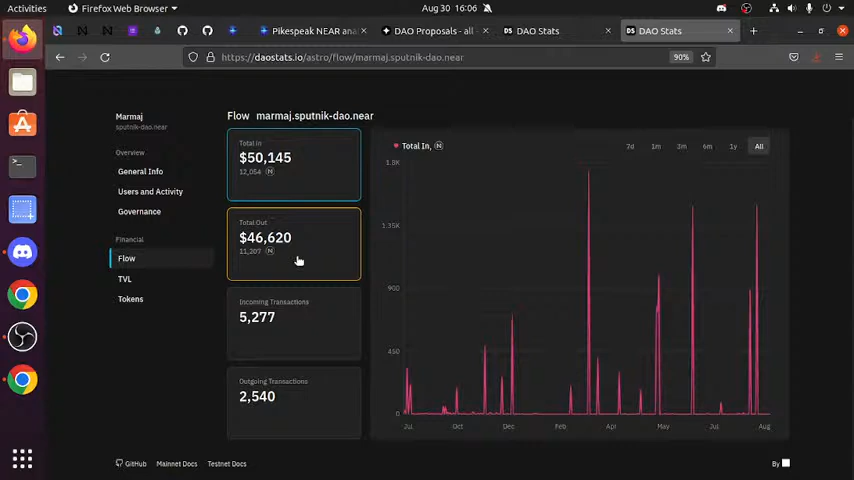 Activities
Firefox Web Browser
Aug 30 16:06
Pikespeak NEAR ana
DAO Proposals - all
DS DAO Stats
DS DAO Stats
https://daostats.io/astro/flow/marmaj.sputnik-dao.near
90%
Marmaj
sputnik-dao.near
Overview
General Info
Users and Activity
Governance
Financial
Flow
TVL
Tokens
Flow marmaj.sputnik-dao.near
Total In
$50,145
12,054
Total Out
$46,620
11,207
Incoming Transactions
5,277
Outgoing Transactions
2,540
Total In,
7d 1m 3m 6m 1y All
1.8K
1.35K
900
450
0
Jul Oct Dec Feb Apr May Jul Aug
GitHub Mainnet Docs Testnet Docs
By